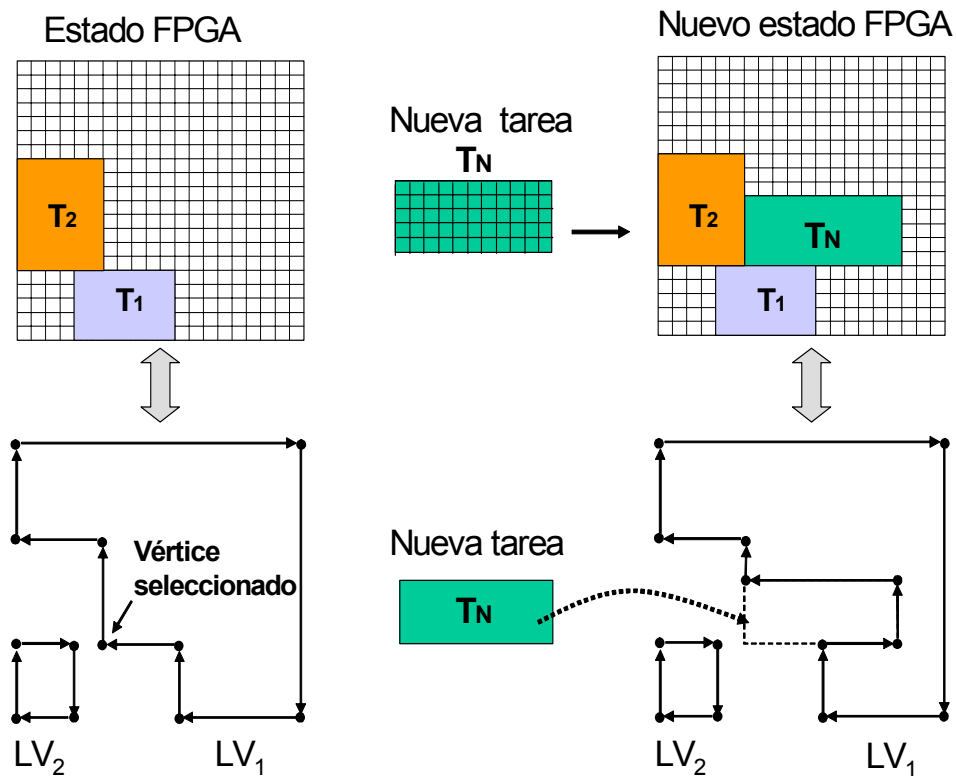 Estado FPGA
Nuevo estado FPGA
Nueva tarea
TN
T2
T1
T2
TN
T1
Vértice
seleccionado
Nueva tarea
TN
LV2
LV1
LV2
LV1